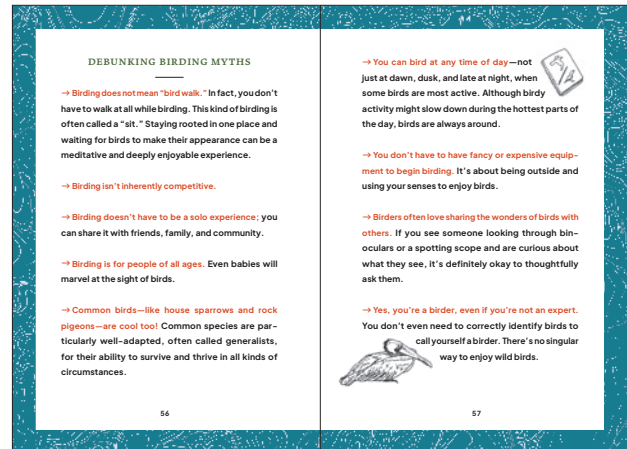 DEBUNKING BIRDING MYTHS
→ Birding does not mean “bird walk.” In fact, you don’t
have to walk at all while birding. This kind of birding is
often called a “sit.” Staying rooted in one place and
waiting for birds to make their appearance can be a
meditative and deeply enjoyable experience.
→ Birding isn’t inherently competitive.
→ Birding doesn’t have to be a solo experience; you
can share it with friends, family, and community.
→ Birding is for people of all ages. Even babies will
marvel at the sight of birds.
→ Common birds—like house sparrows and rock
pigeons—are cool too! Common species are par-
ticularly well-adapted, often called generalists,
for their ability to survive and thrive in all kinds of
circumstances.
56
→ You can bird at any time of day—not
just at dawn, dusk, and late at night, when
some birds are most active. Although birdy
activity might slow down during the hottest parts of
the day, birds are always around.
→ You don’t have to have fancy or expensive equip-
ment to begin birding. It’s about being outside and
using your senses to enjoy birds.
→ Birders often love sharing the wonders of birds with
others. If you see someone looking through bin-
oculars or a spotting scope and are curious about
what they see, it’s definitely okay to thoughtfully
ask them.
→ Yes, you’re a birder, even if you’re not an expert.
You don’t even need to correctly identify birds to
call yourself a birder. There’s no singular
way to enjoy wild birds.
57